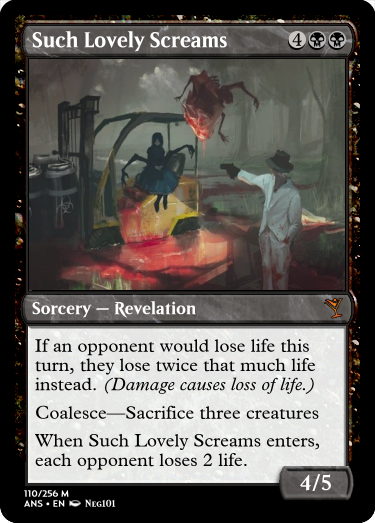 Such Lovely Screams 4
Sorcery — Revelation
If an opponent would lose life this
turn, they lose twice that much life
instead. (Damage causes loss of life.)
Coalesce—Sacrifice three creatures
When Such Lovely Screams enters,
each opponent loses 2 life.
4/5
110/256 M
ANS • EN Neg101